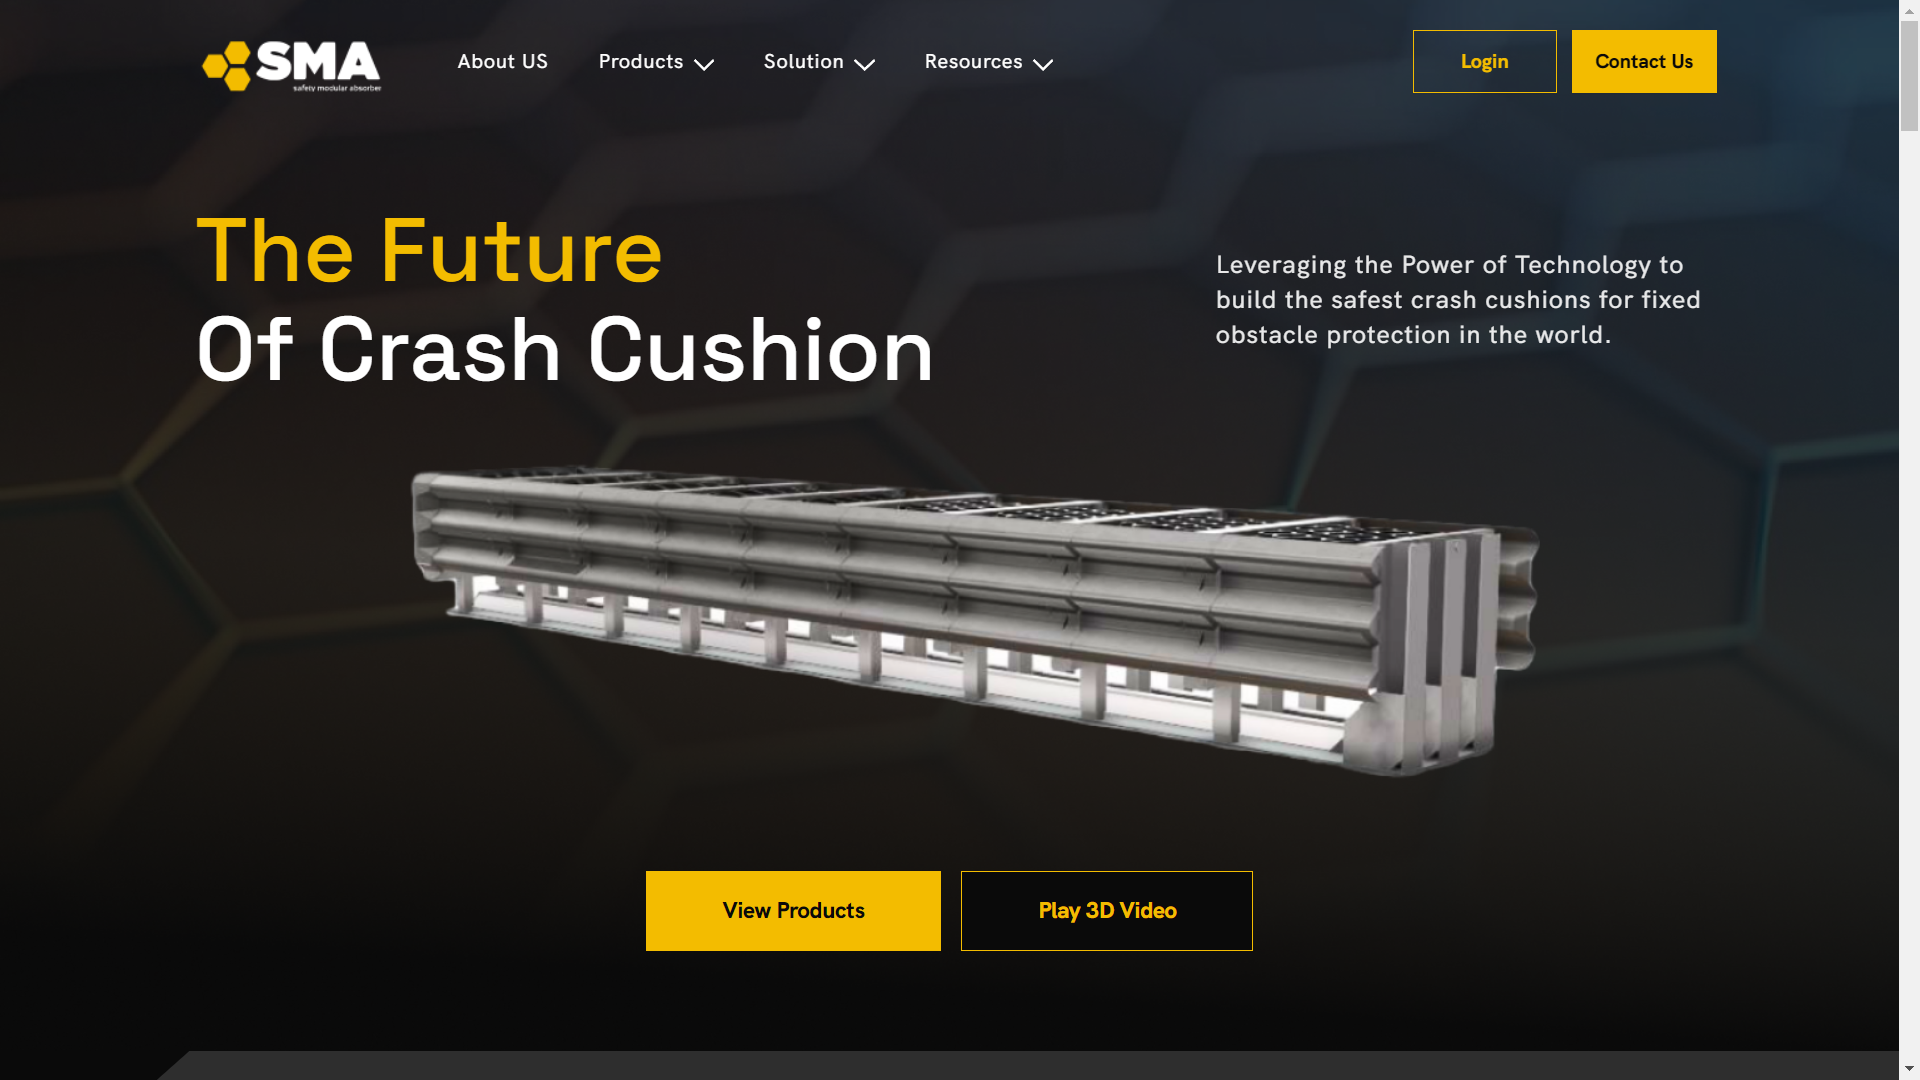 SMA
safety modular absorber
About US
Products
Solution
Resources
Login
Contact Us
The Future
Of Crash Cushion
Leveraging the Power of Technology to
build the safest crash cushions for fixed
obstacle protection in the world.
View Products
Play 3D Video